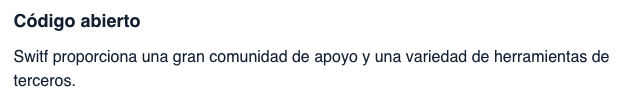 Código abierto
Switf proporciona una gran comunidad de apoyo y una variedad de herramientas de
terceros.